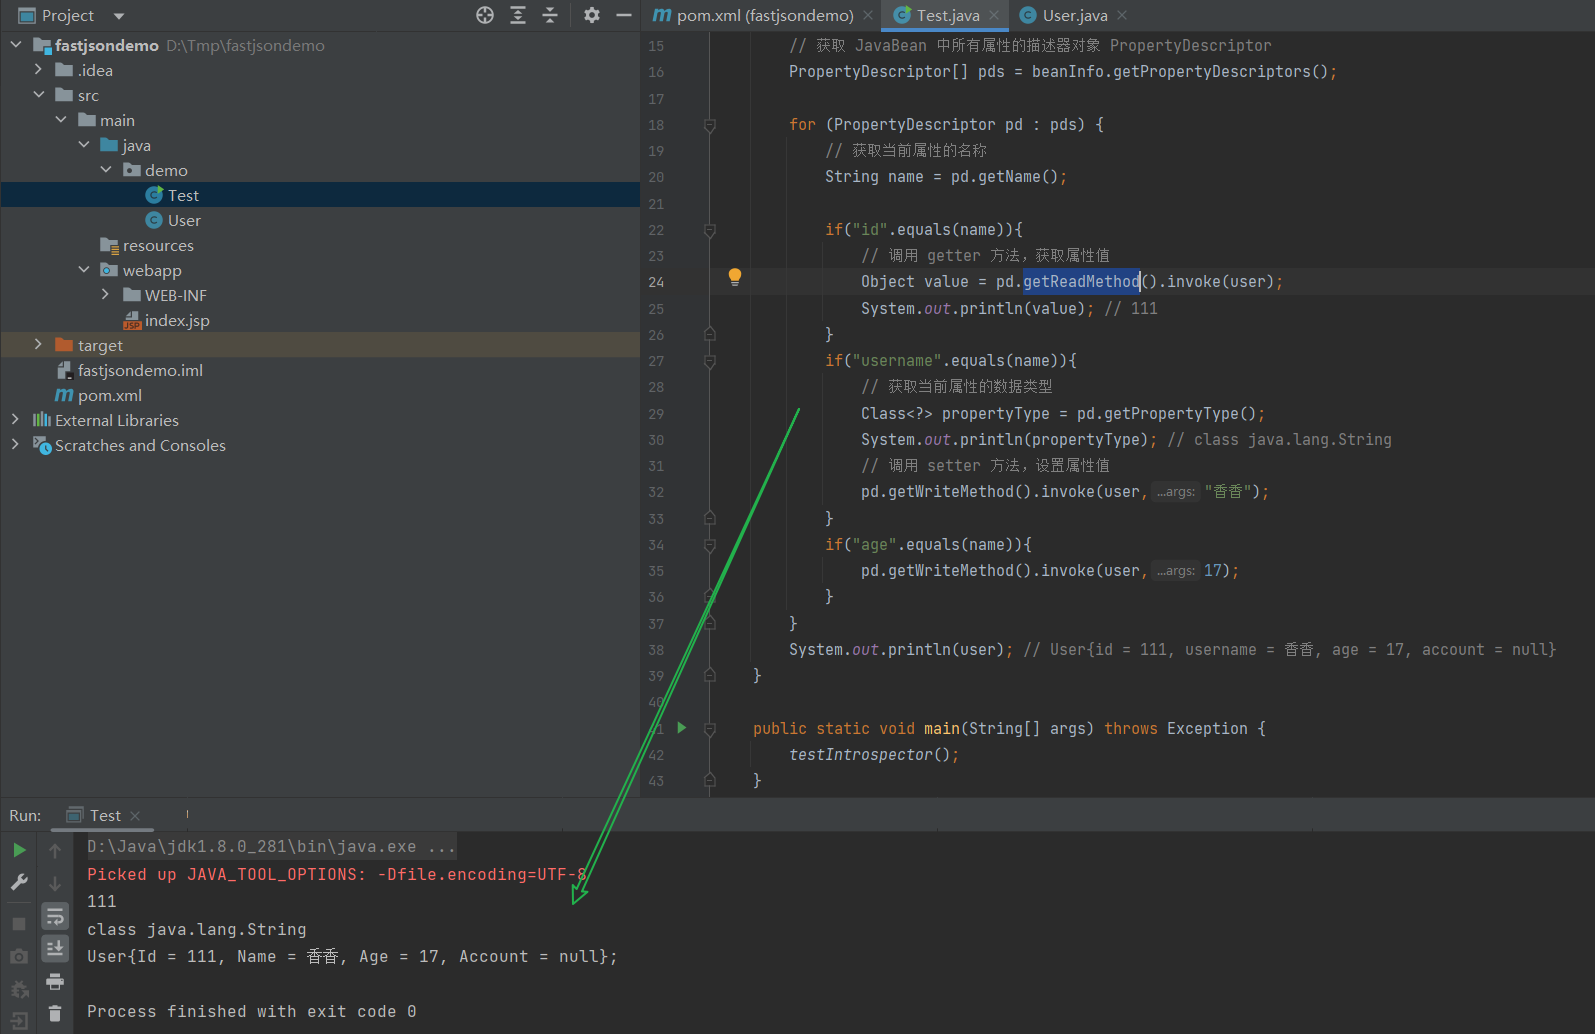 Project
fastjsondemo D:\Tmp\fastjsondemo
.idea
src
main
java
demo
Test
User
resources
webapp
WEB-INF
index.jsp
target
fastjsondemo.iml
pom.xml
External Libraries
Scratches and Consoles
pom.xml (fastjsondemo) Test.java User.java
15 // 获取 JavaBean 中所有属性的描述器对象 PropertyDescriptor
16 PropertyDescriptor[] pds = beanInfo.getPropertyDescriptors();
17
18 for (PropertyDescriptor pd : pds) {
19 // 获取当前属性的名称
20 String name = pd.getName();
21
22 if("id".equals(name)){
23 // 调用 getter 方法，获取属性值
24 Object value = pd.getReadMethod().invoke(user);
25 System.out.println(value); // 111
26 }
27 if("username".equals(name)){
28 // 获取当前属性的数据类型
29 Class<?> propertyType = pd.getPropertyType();
30 System.out.println(propertyType); // class java.lang.String
31 // 调用 setter 方法，设置属性值
32 pd.getWriteMethod().invoke(user, ...args: "香香");
33 }
34 if("age".equals(name)){
35 pd.getWriteMethod().invoke(user, ...args: 17);
36 }
37 }
38 System.out.println(user); // User{id = 111, username = 香香, age = 17, account = null}
39 }
40
41 public static void main(String[] args) throws Exception {
42 testIntrospector();
43 }
Run: Test
D:\Java\jdk1.8.0_281\bin\java.exe ...
Picked up JAVA_TOOL_OPTIONS: -Dfile.encoding=UTF-8
111
class java.lang.String
User{Id = 111, Name = 香香, Age = 17, Account = null};
Process finished with exit code 0